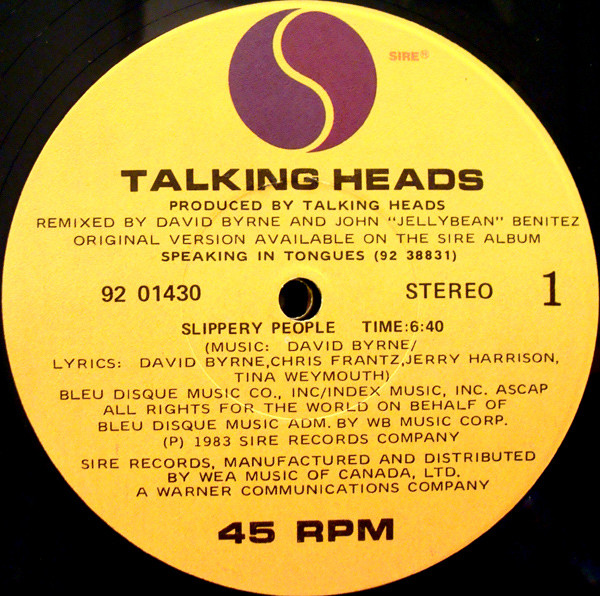 SIRE®
TALKING HEADS
PRODUCED BY TALKING HEADS
REMIXED BY DAVID BYRNE AND JOHN "JELLYBEAN" BENITEZ
ORIGINAL VERSION AVAILABLE ON THE SIRE ALBUM
SPEAKING IN TONGUES (92 38831)
92 01430 STEREO 1
SLIPPERY PEOPLE TIME:6:40
(MUSIC: DAVID BYRNE/
LYRICS: DAVID BYRNE,CHRIS FRANTZ,JERRY HARRISON,
TINA WEYMOUTH)
BLEU DISQUE MUSIC CO., INC/INDEX MUSIC, INC. ASCAP
ALL RIGHTS FOR THE WORLD ON BEHALF OF
BLEU DISQUE MUSIC ADM. BY WB MUSIC CORP.
(P) 1983 SIRE RECORDS COMPANY
SIRE RECORDS, MANUFACTURED AND DISTRIBUTED
BY WEA MUSIC OF CANADA, LTD.
A WARNER COMMUNICATIONS COMPANY
45 RPM